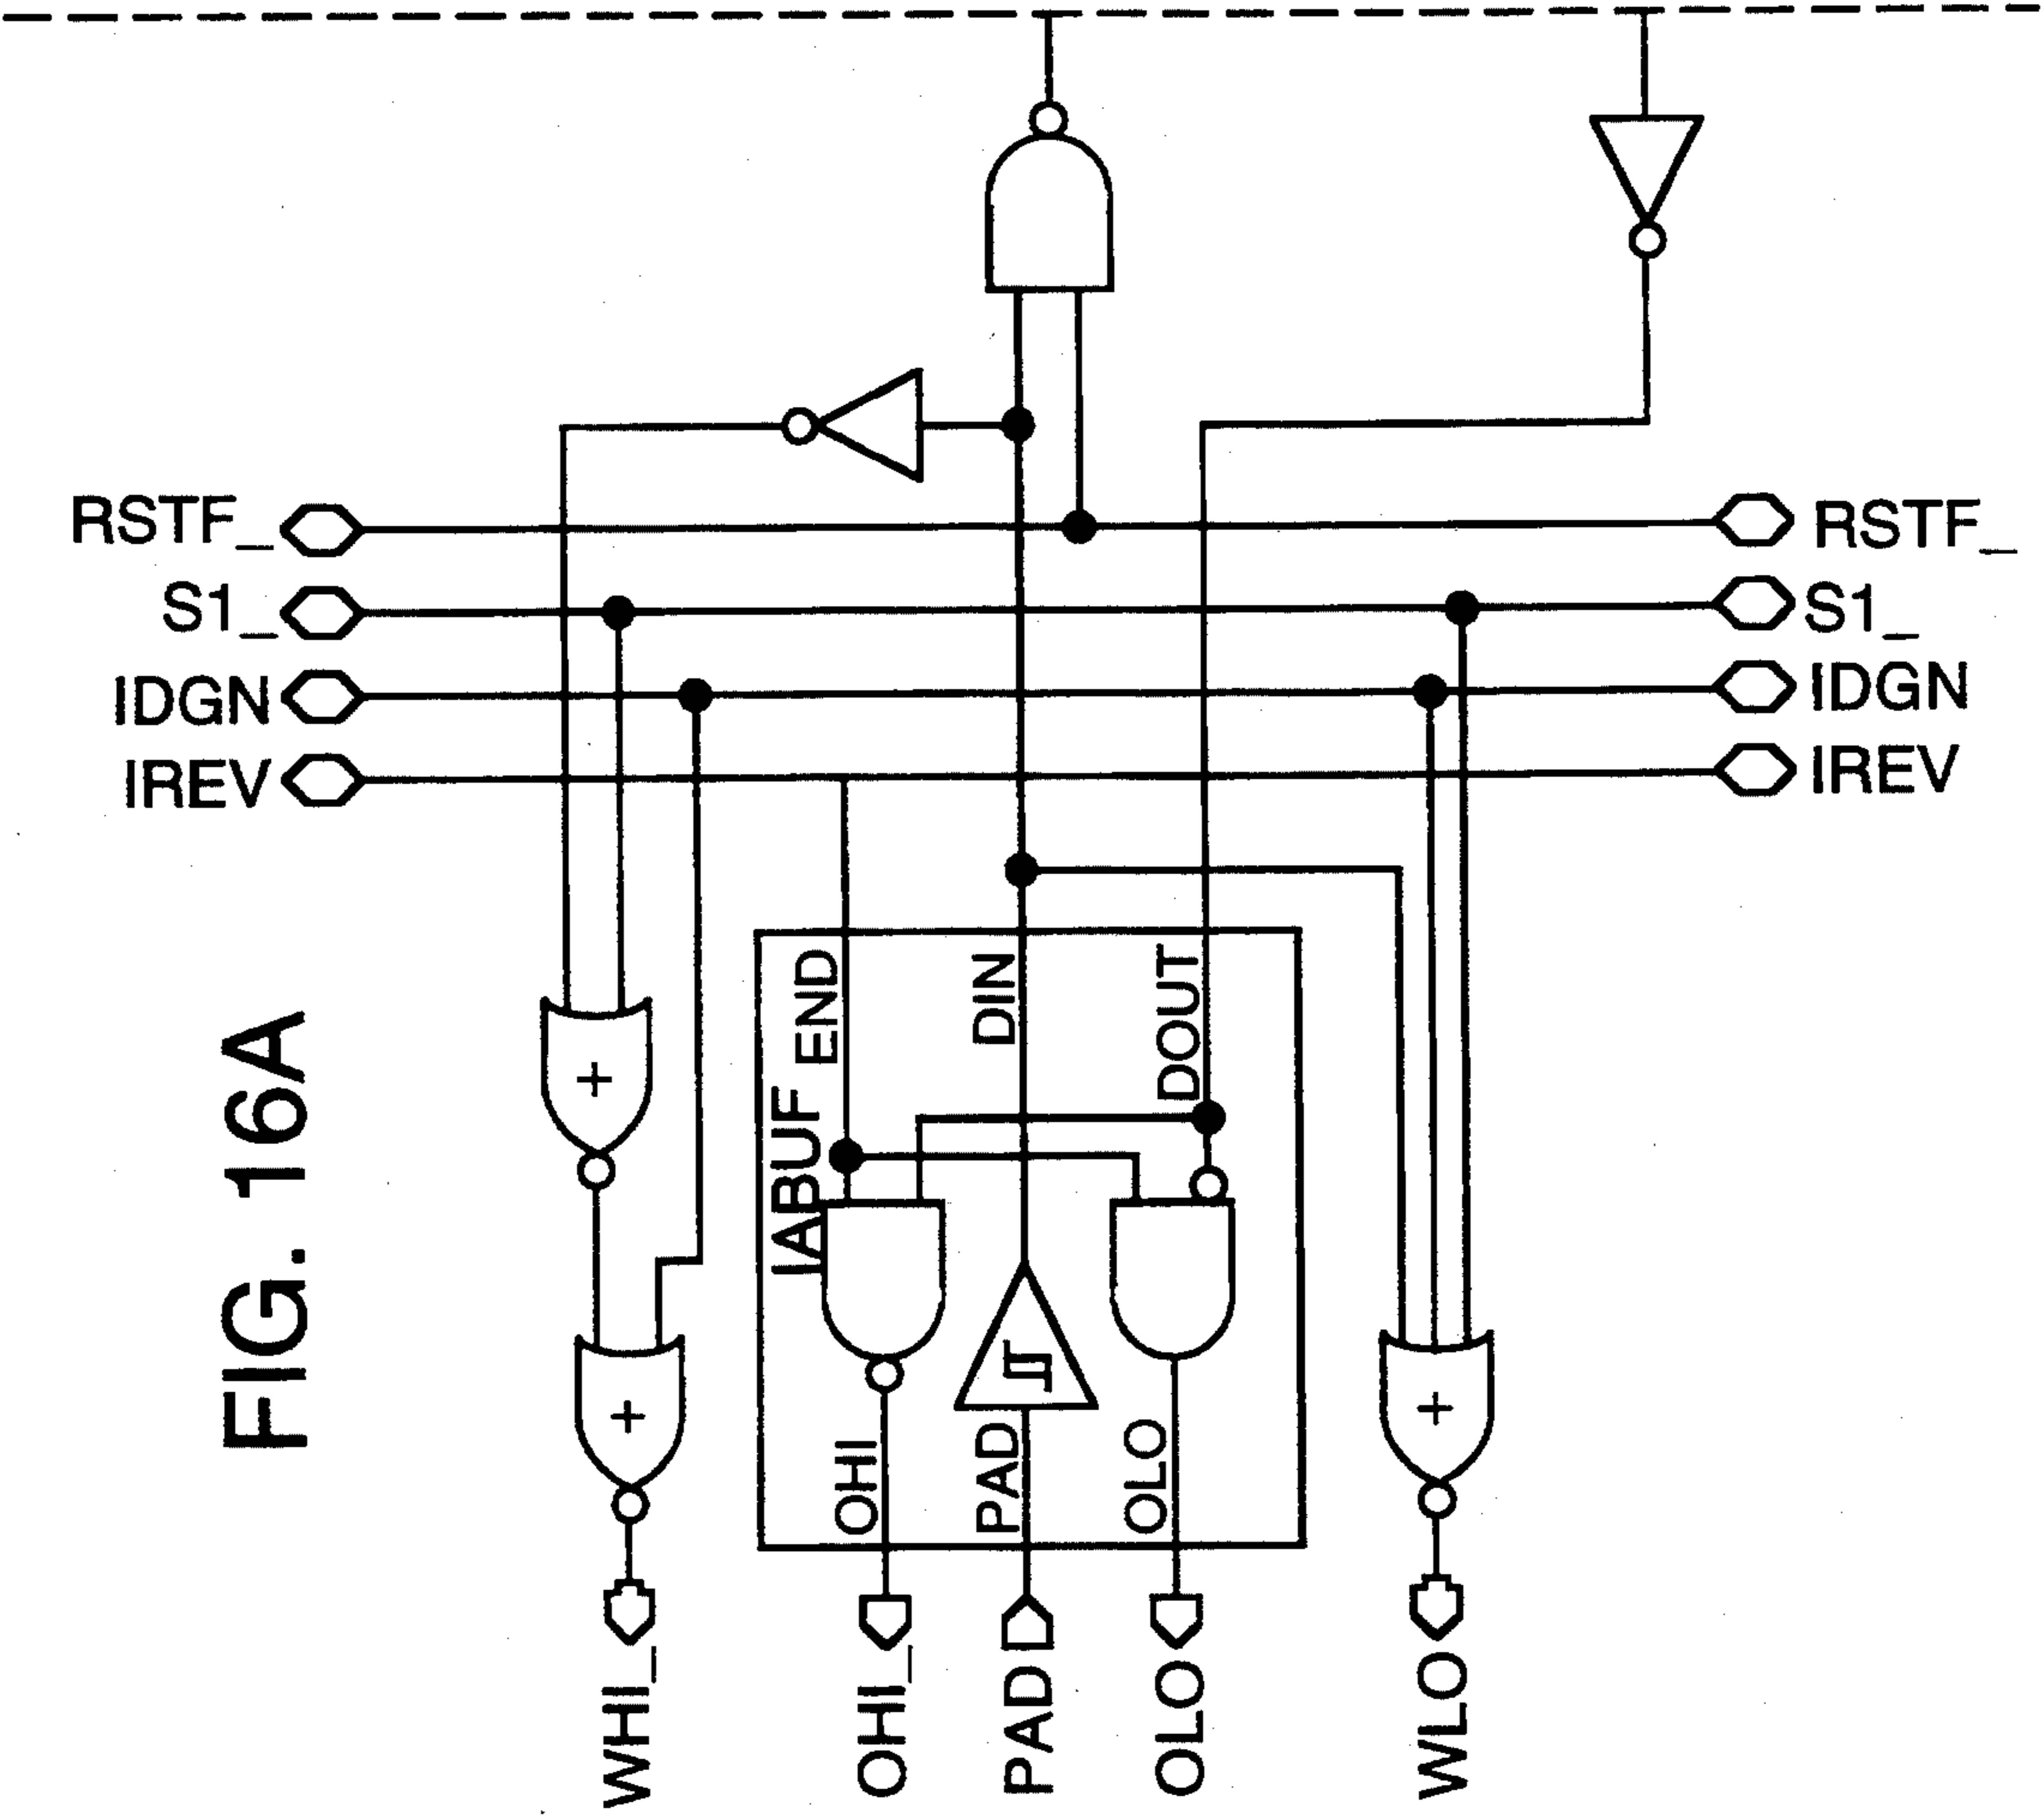 RSTF_
RSTF_
S1_
S1_
IDGN
IDGN
IREV
IREV
FIG. 16A
IABUF
END
DIN
DOUT
+
+
+
OHI
PAD
OLO
WHI_
OHI_
PAD
OLO
WLO